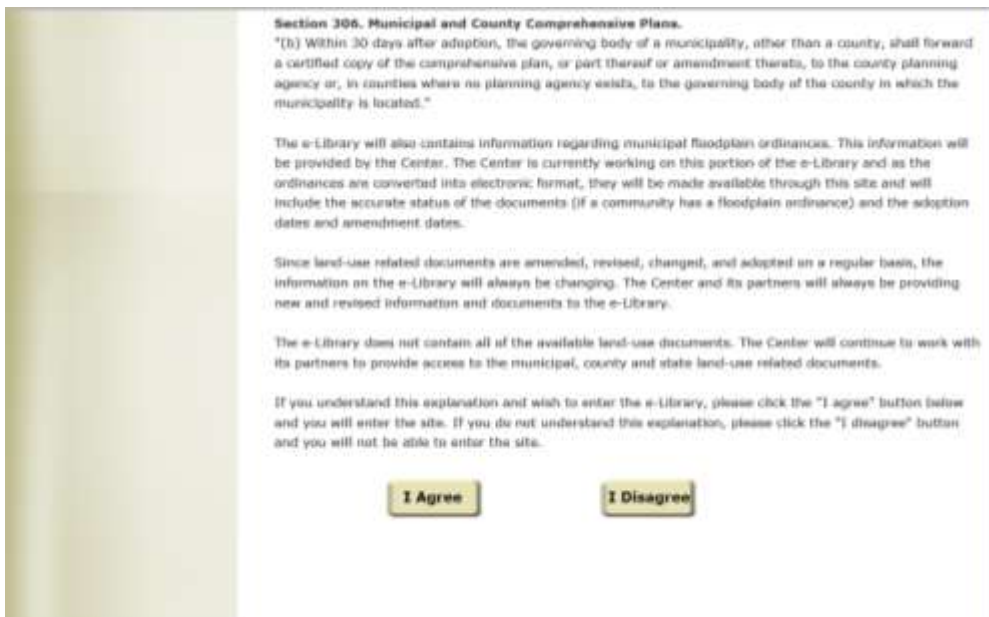 Section 306. Municipal and County Comprehensive Plans.
"(b) Within 30 days after adoption, the governing body of a municipality, other than a county, shall forward
a certified copy of the comprehensive plan, or part thereof or amendment thereto, to the county planning
agency or, in counties where no planning agency exists, to the governing body of the county in which the
municipality is located."
The e-Library will also contains information regarding municipal floodplain ordinances. This information will
be provided by the Center. The Center is currently working on this portion of the e-Library and as the
ordinances are converted into electronic format, they will be made available through this site and will
include the accurate status of the documents (if a community has a floodplain ordinance) and the adoption
dates and amendment dates.
Since land-use related documents are amended, revised, changed, and adopted on a regular basis, the
information on the e-Library will always be changing. The Center and its partners will always be providing
new and revised information and documents to the e-Library.
The e-Library does not contain all of the available land-use documents. The Center will continue to work with
its partners to provide access to the municipal, county and state land-use related documents.
If you understand this explanation and wish to enter the e-Library, please click the "I agree" button below
and you will enter the site. If you do not understand this explanation, please click the "I disagree" button
and you will not be able to enter the site.
I Agree
I Disagree